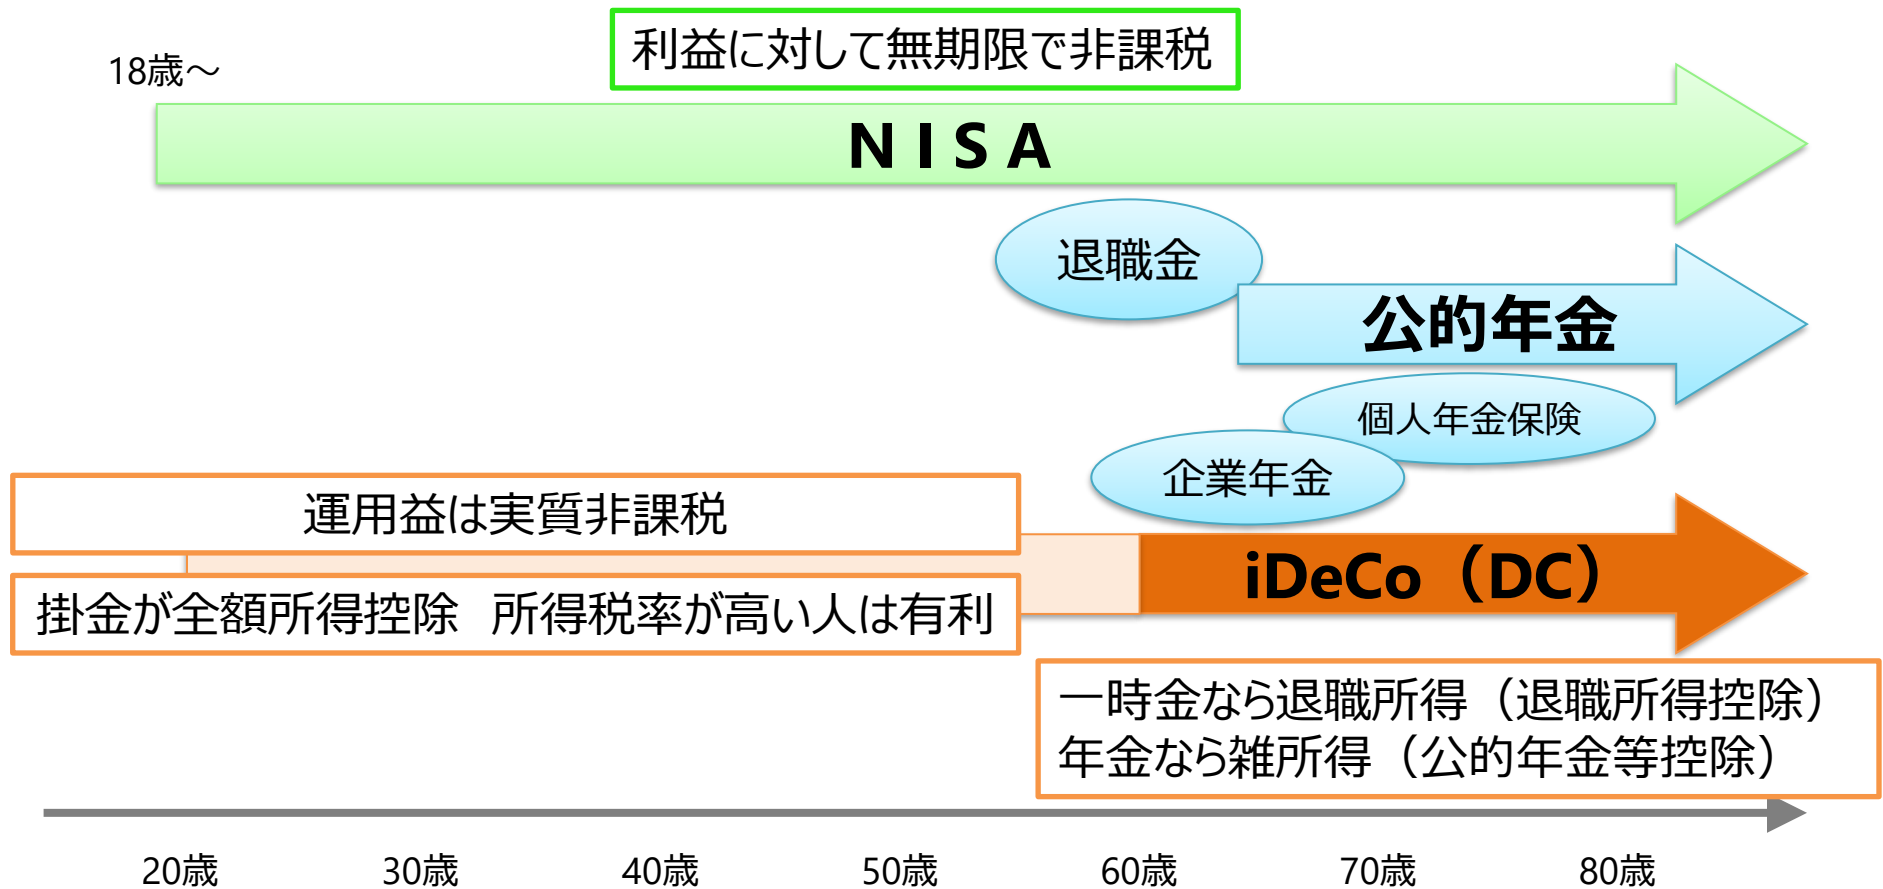 利益に対して無期限で非課税
18歳～
ＮＩＳＡ
退職金
公的年金
個人年金保険
企業年金
運用益は実質非課税
iDeCo（DC）
掛金が全額所得控除　所得税率が高い人は有利
一時金なら退職所得（退職所得控除）
年金なら雑所得（公的年金等控除）
20歳 30歳 40歳 50歳 60歳 70歳 80歳